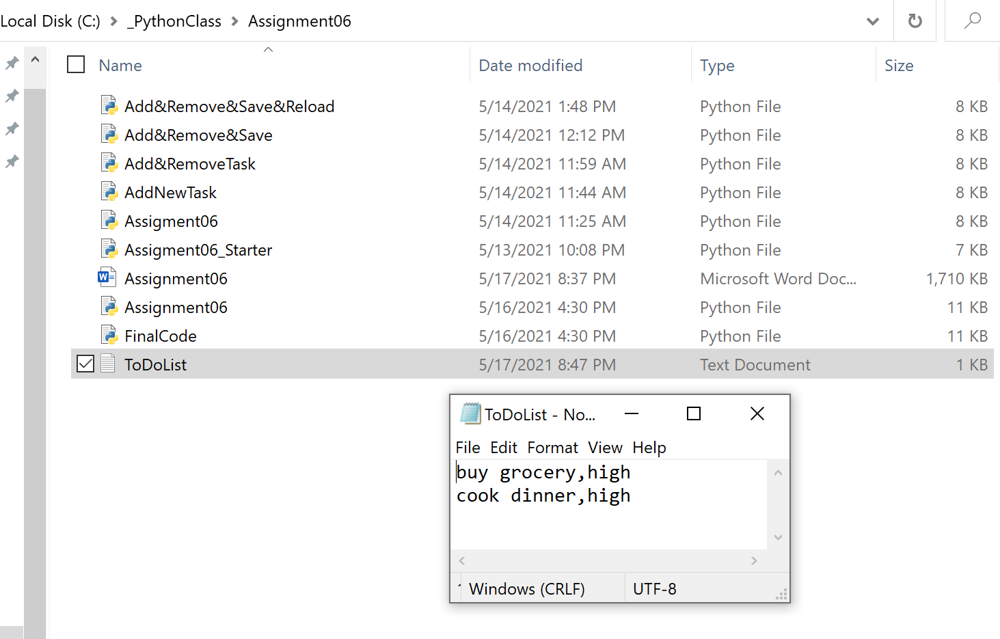 Local Disk (C:) > _PythonClass > Assignment06
Name Date modified Type Size
Add&Remove&Save&Reload 5/14/2021 1:48 PM Python File 8 KB
Add&Remove&Save 5/14/2021 12:12 PM Python File 8 KB
Add&RemoveTask 5/14/2021 11:59 AM Python File 8 KB
AddNewTask 5/14/2021 11:44 AM Python File 8 KB
Assigment06 5/14/2021 11:25 AM Python File 8 KB
Assigment06_Starter 5/13/2021 10:08 PM Python File 7 KB
Assignment06 5/17/2021 8:37 PM Microsoft Word Doc... 1,710 KB
Assignment06 5/16/2021 4:30 PM Python File 11 KB
FinalCode 5/16/2021 4:30 PM Python File 11 KB
ToDoList 5/17/2021 8:47 PM Text Document 1 KB
ToDoList - No...
File Edit Format View Help
buy grocery,high
cook dinner,high
Windows (CRLF) UTF-8